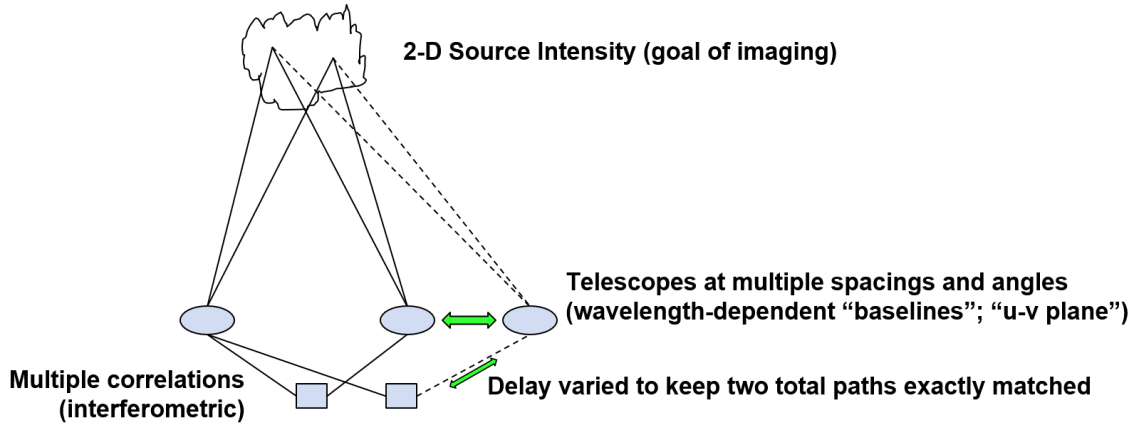 2-D Source Intensity (goal of imaging)
Telescopes at multiple spacings and angles
(wavelength-dependent “baselines”; “u-v plane”)
Multiple correlations
(interferometric)
Delay varied to keep two total paths exactly matched